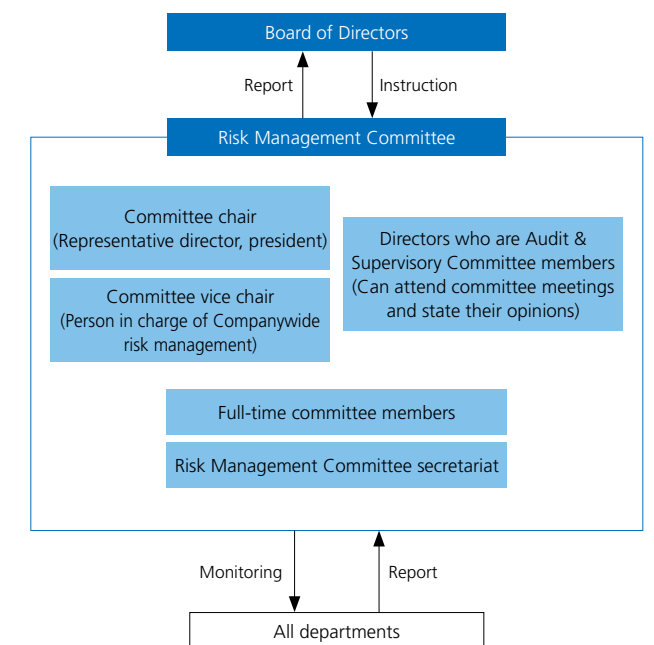 Board of Directors
Report
Instruction
Risk Management Committee
Committee chair
(Representative director, president)
Committee vice chair
(Person in charge of Companywide
risk management)
Directors who are Audit &
Supervisory Committee members
(Can attend committee meetings
and state their opinions)
Full-time committee members
Risk Management Committee secretariat
Monitoring
Report
All departments